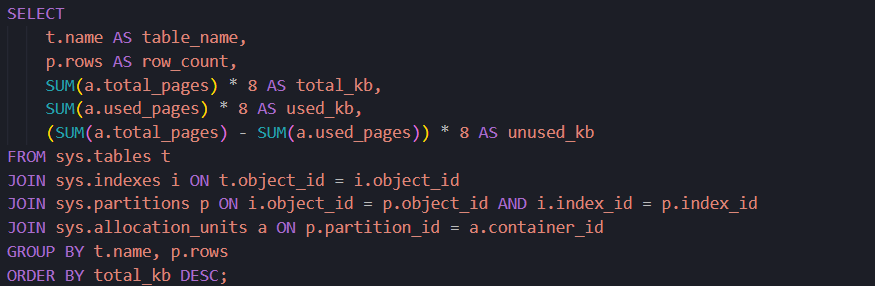 SELECT
    t.name AS table_name,
    p.rows AS row_count,
    SUM(a.total_pages) * 8 AS total_kb,
    SUM(a.used_pages) * 8 AS used_kb,
    (SUM(a.total_pages) - SUM(a.used_pages)) * 8 AS unused_kb
FROM sys.tables t
JOIN sys.indexes i ON t.object_id = i.object_id
JOIN sys.partitions p ON i.object_id = p.object_id AND i.index_id = p.index_id
JOIN sys.allocation_units a ON p.partition_id = a.container_id
GROUP BY t.name, p.rows
ORDER BY total_kb DESC;